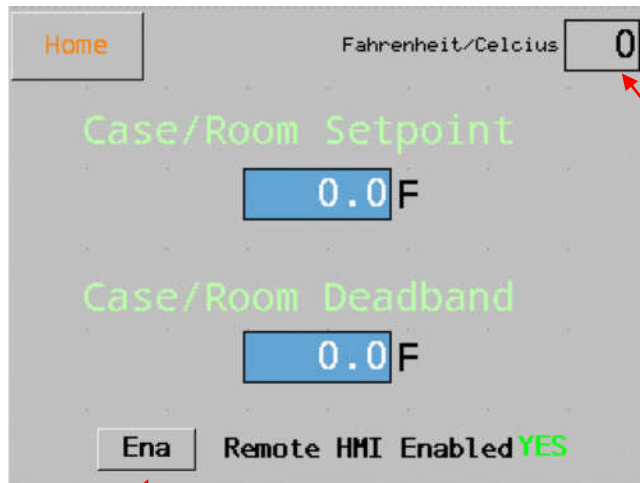 Home
Fahrenheit/Celcius 0
Case/Room Setpoint
0.0 F
Case/Room Deadband
0.0 F
Ena Remote HMI Enabled YES